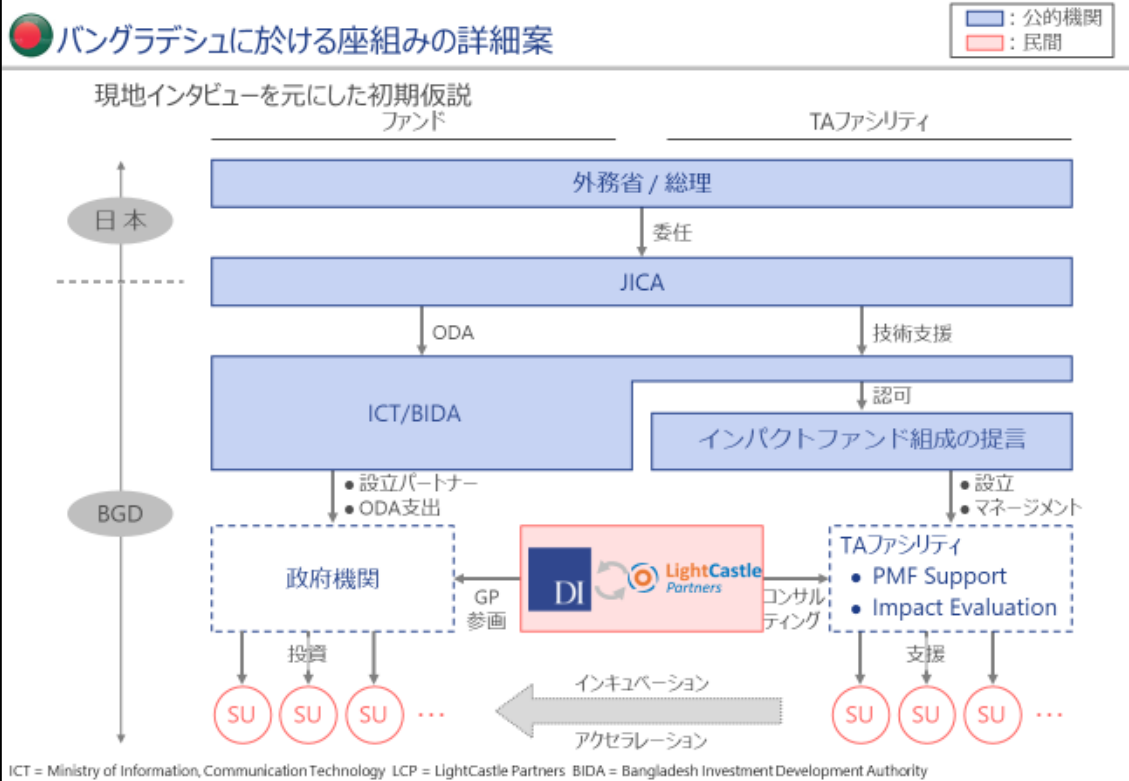 バングラデシュに於ける座組みの詳細案
：公的機関
：民間
現地インタビューを元にした初期仮説
ファンド
TAファシリティ
外務省 / 総理
日本
委任
JICA
ODA
技術支援
ICT/BIDA
認可
インパクトファンド組成の提言
● 設立パートナー
● ODA支出
● 設立
● マネージメント
BGD
政府機関
GP
参画
DI
LightCastle
Partners
コンサル
ティング
TAファシリティ
● PMF Support
● Impact Evaluation
投資
支援
SU
SU
SU
…
インキュベーション
アクセラレーション
SU
SU
SU
…
ICT = Ministry of Information, Communication Technology LCP = LightCastle Partners BIDA = Bangladesh Investment Development Authority